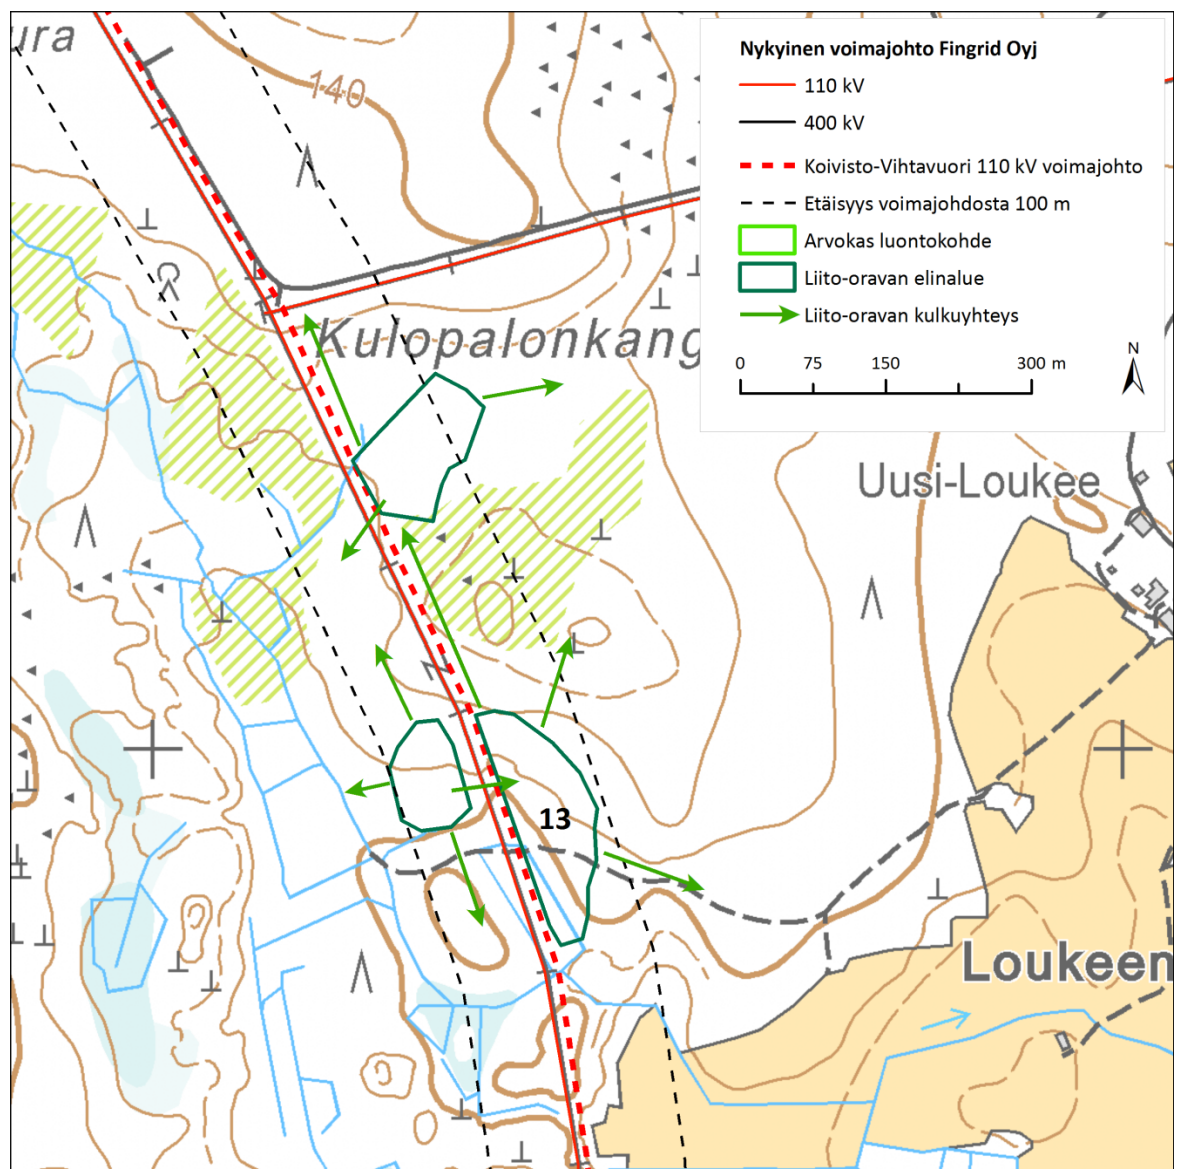 ura
140
Kulopalonkang
Uusi-Loukee
13
Loukeen
Nykyinen voimajohto Fingrid Oyj
110 kV
400 kV
Koivisto-Vihtavuori 110 kV voimajohto
Etäisyys voimajohdosta 100 m
Arvokas luontokohde
Liito-oravan elinalue
Liito-oravan kulkuyhteys
0 75 150 300 m
N